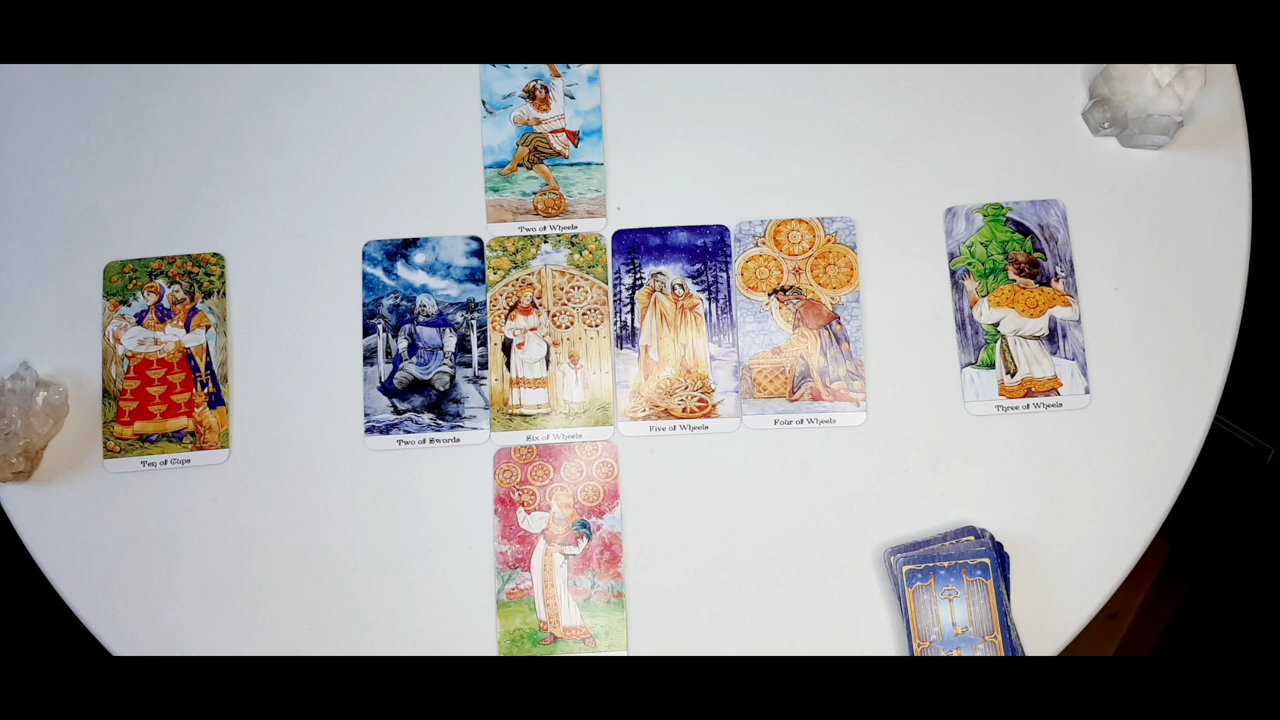 Two of Wheels
Ten of Cups
Two of Swords
Six of Wheels
Five of Wheels
Four of Wheels
Three of Wheels